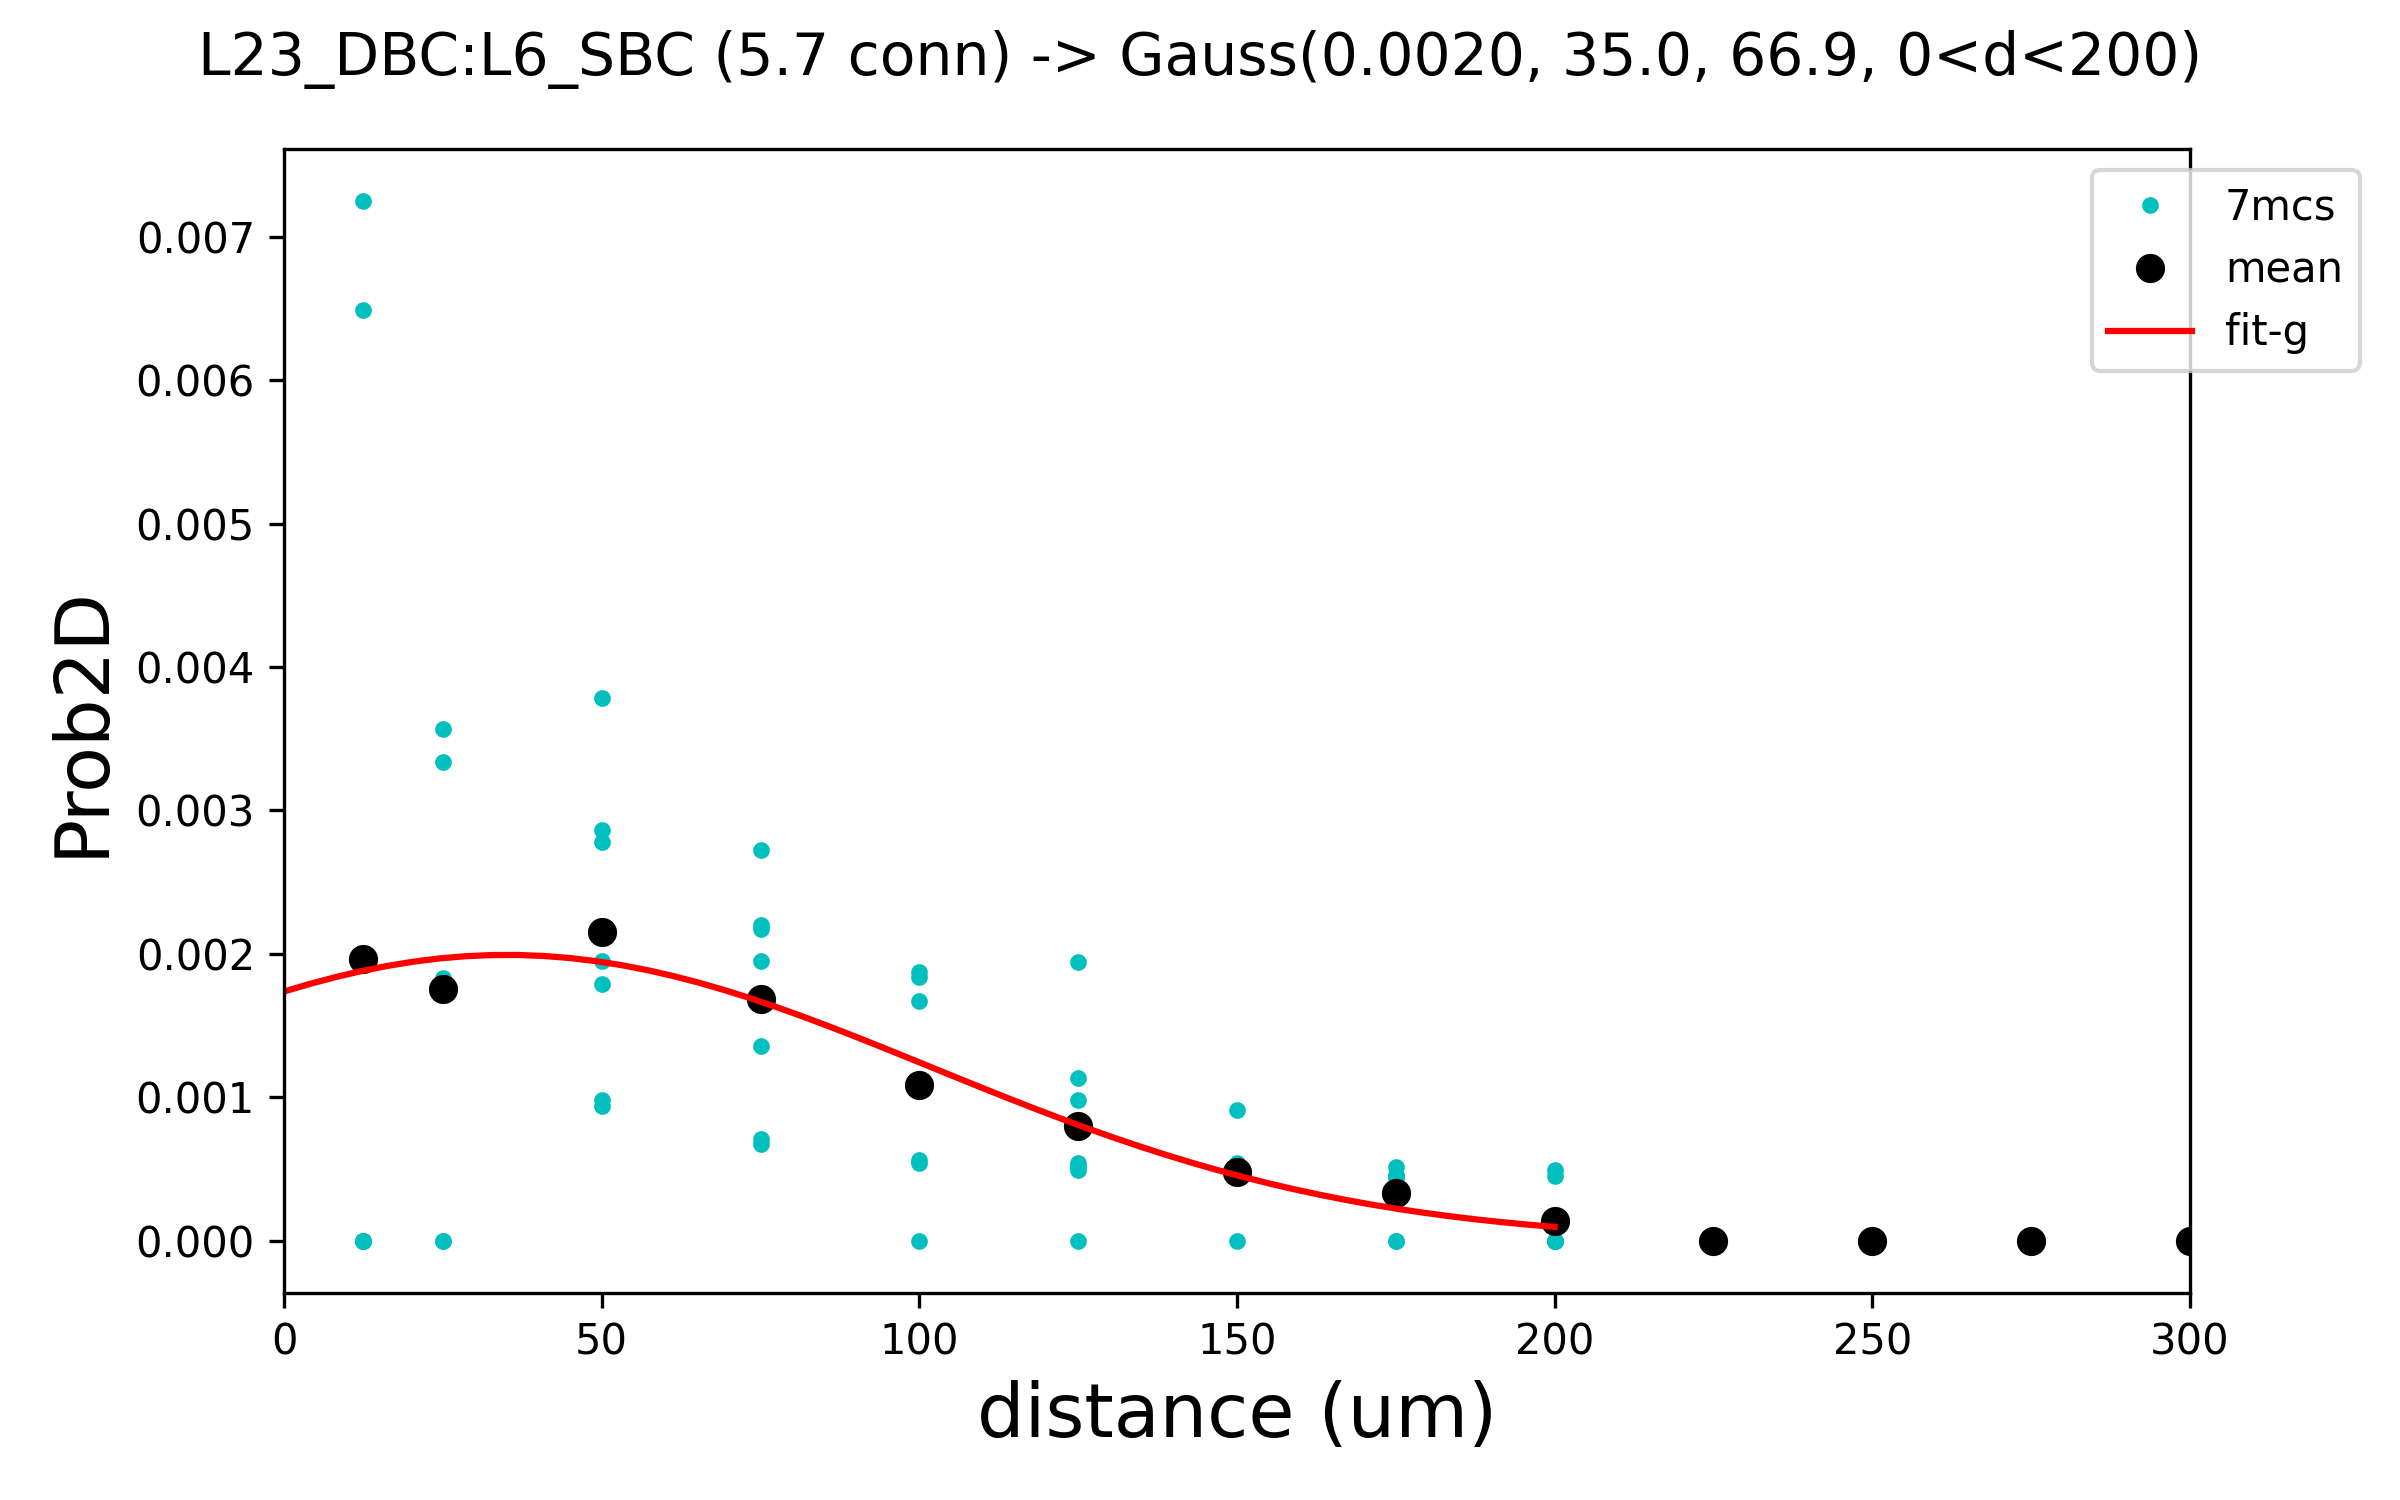 L23_DBC:L6_SBC (5.7 conn) -> Gauss(0.0020, 35.0, 66.9, 0<d<200)
7mcs
mean
fit-g
Prob2D
0.007
0.006
0.005
0.004
0.003
0.002
0.001
0.000
0
50
100
150
200
250
300
distance (um)